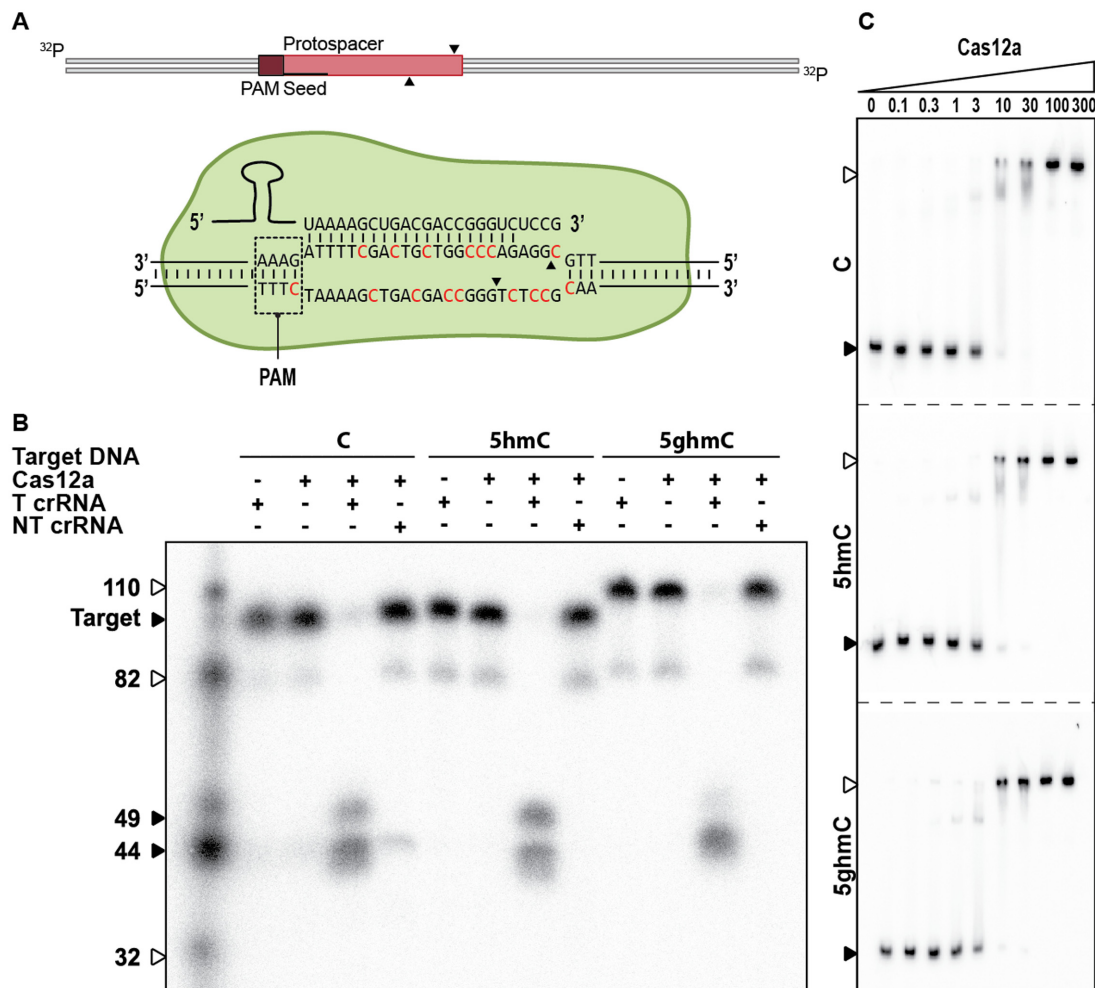 A
32P
Protospacer
32P
PAM Seed
5’ UAAAAGCUGACGACCGGGUCUCCG 3’
ATTTTCGACTGCTGGCCCAGAGGC
3’ AAAG GTT 5’
5’ TTTC TAAAAGCTGACGACCGGGTCTCCG CAA 3’
PAM
B
C 5hmC 5ghmC
Target DNA
Cas12a - + + + - + + + - + + +
T crRNA + - + - + - + - + - + -
NT crRNA - - - + - - - + - - - +
110
Target
82
49
44
32
C
Cas12a
0 0.1 0.3 1 3 10 30 100 300
C
5hmC
5ghmC